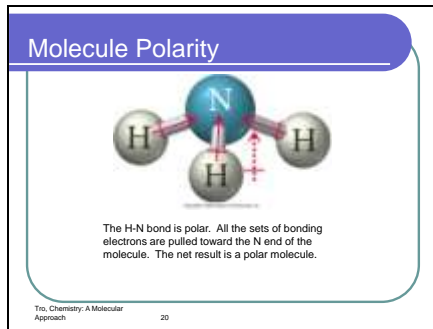 Molecule Polarity
N
H
H
H
The H-N bond is polar. All the sets of bonding
electrons are pulled toward the N end of the
molecule. The net result is a polar molecule.
Tro, Chemistry: A Molecular
Approach
20